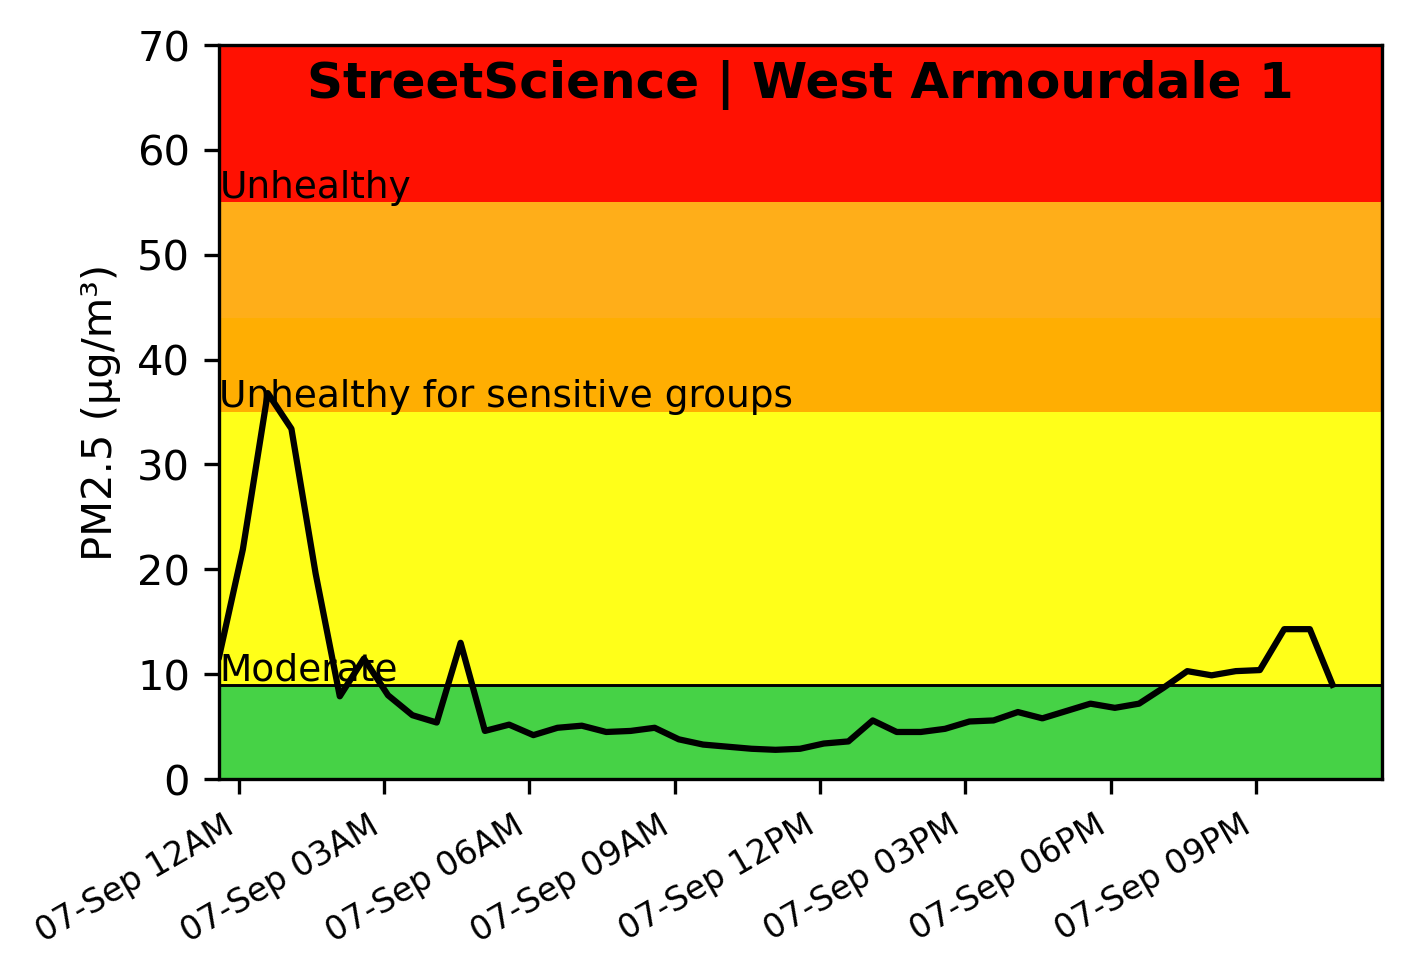 StreetScience | West Armourdale 1
70
60
50
40
30
20
10
0
PM2.5 (µg/m³)
Unhealthy
Unhealthy for sensitive groups
Moderate
07-Sep 12AM
07-Sep 03AM
07-Sep 06AM
07-Sep 09AM
07-Sep 12PM
07-Sep 03PM
07-Sep 06PM
07-Sep 09PM